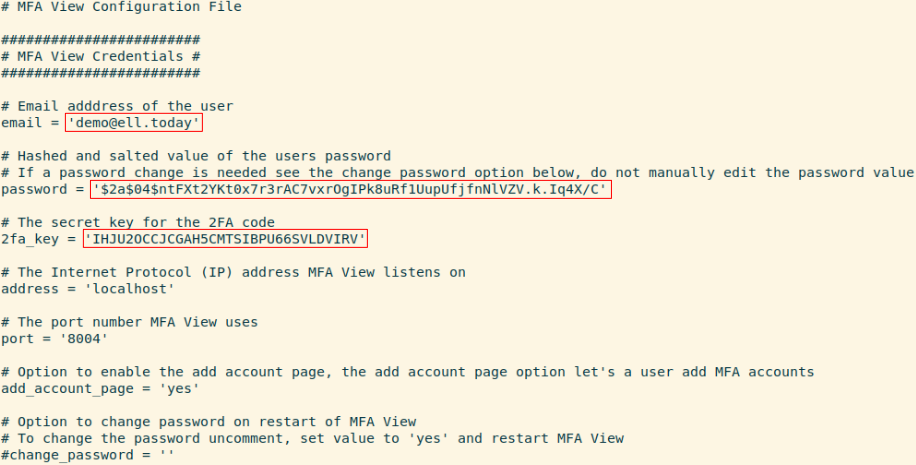 # MFA View Configuration File
########################
# MFA View Credentials #
########################
# Email adddress of the user
email = 'demo@ell.today'
# Hashed and salted value of the users password
# If a password change is needed see the change password option below, do not manually edit the password value
password = '$2a$04$ntFXt2YKt0x7r3rAC7vxrOgIPk8uRf1UupUfjfnNlVZV.k.Iq4X/C'
# The secret key for the 2FA code
2fa_key = 'IHJU2OCCJCGAH5CMTSIBPU66SVLDVIRV'
# The Internet Protocol (IP) address MFA View listens on
address = 'localhost'
# The port number MFA View uses
port = '8004'
# Option to enable the add account page, the add account page option let's a user add MFA accounts
add_account_page = 'yes'
# Option to change password on restart of MFA View
# To change the password uncomment, set value to 'yes' and restart MFA View
#change_password = ''